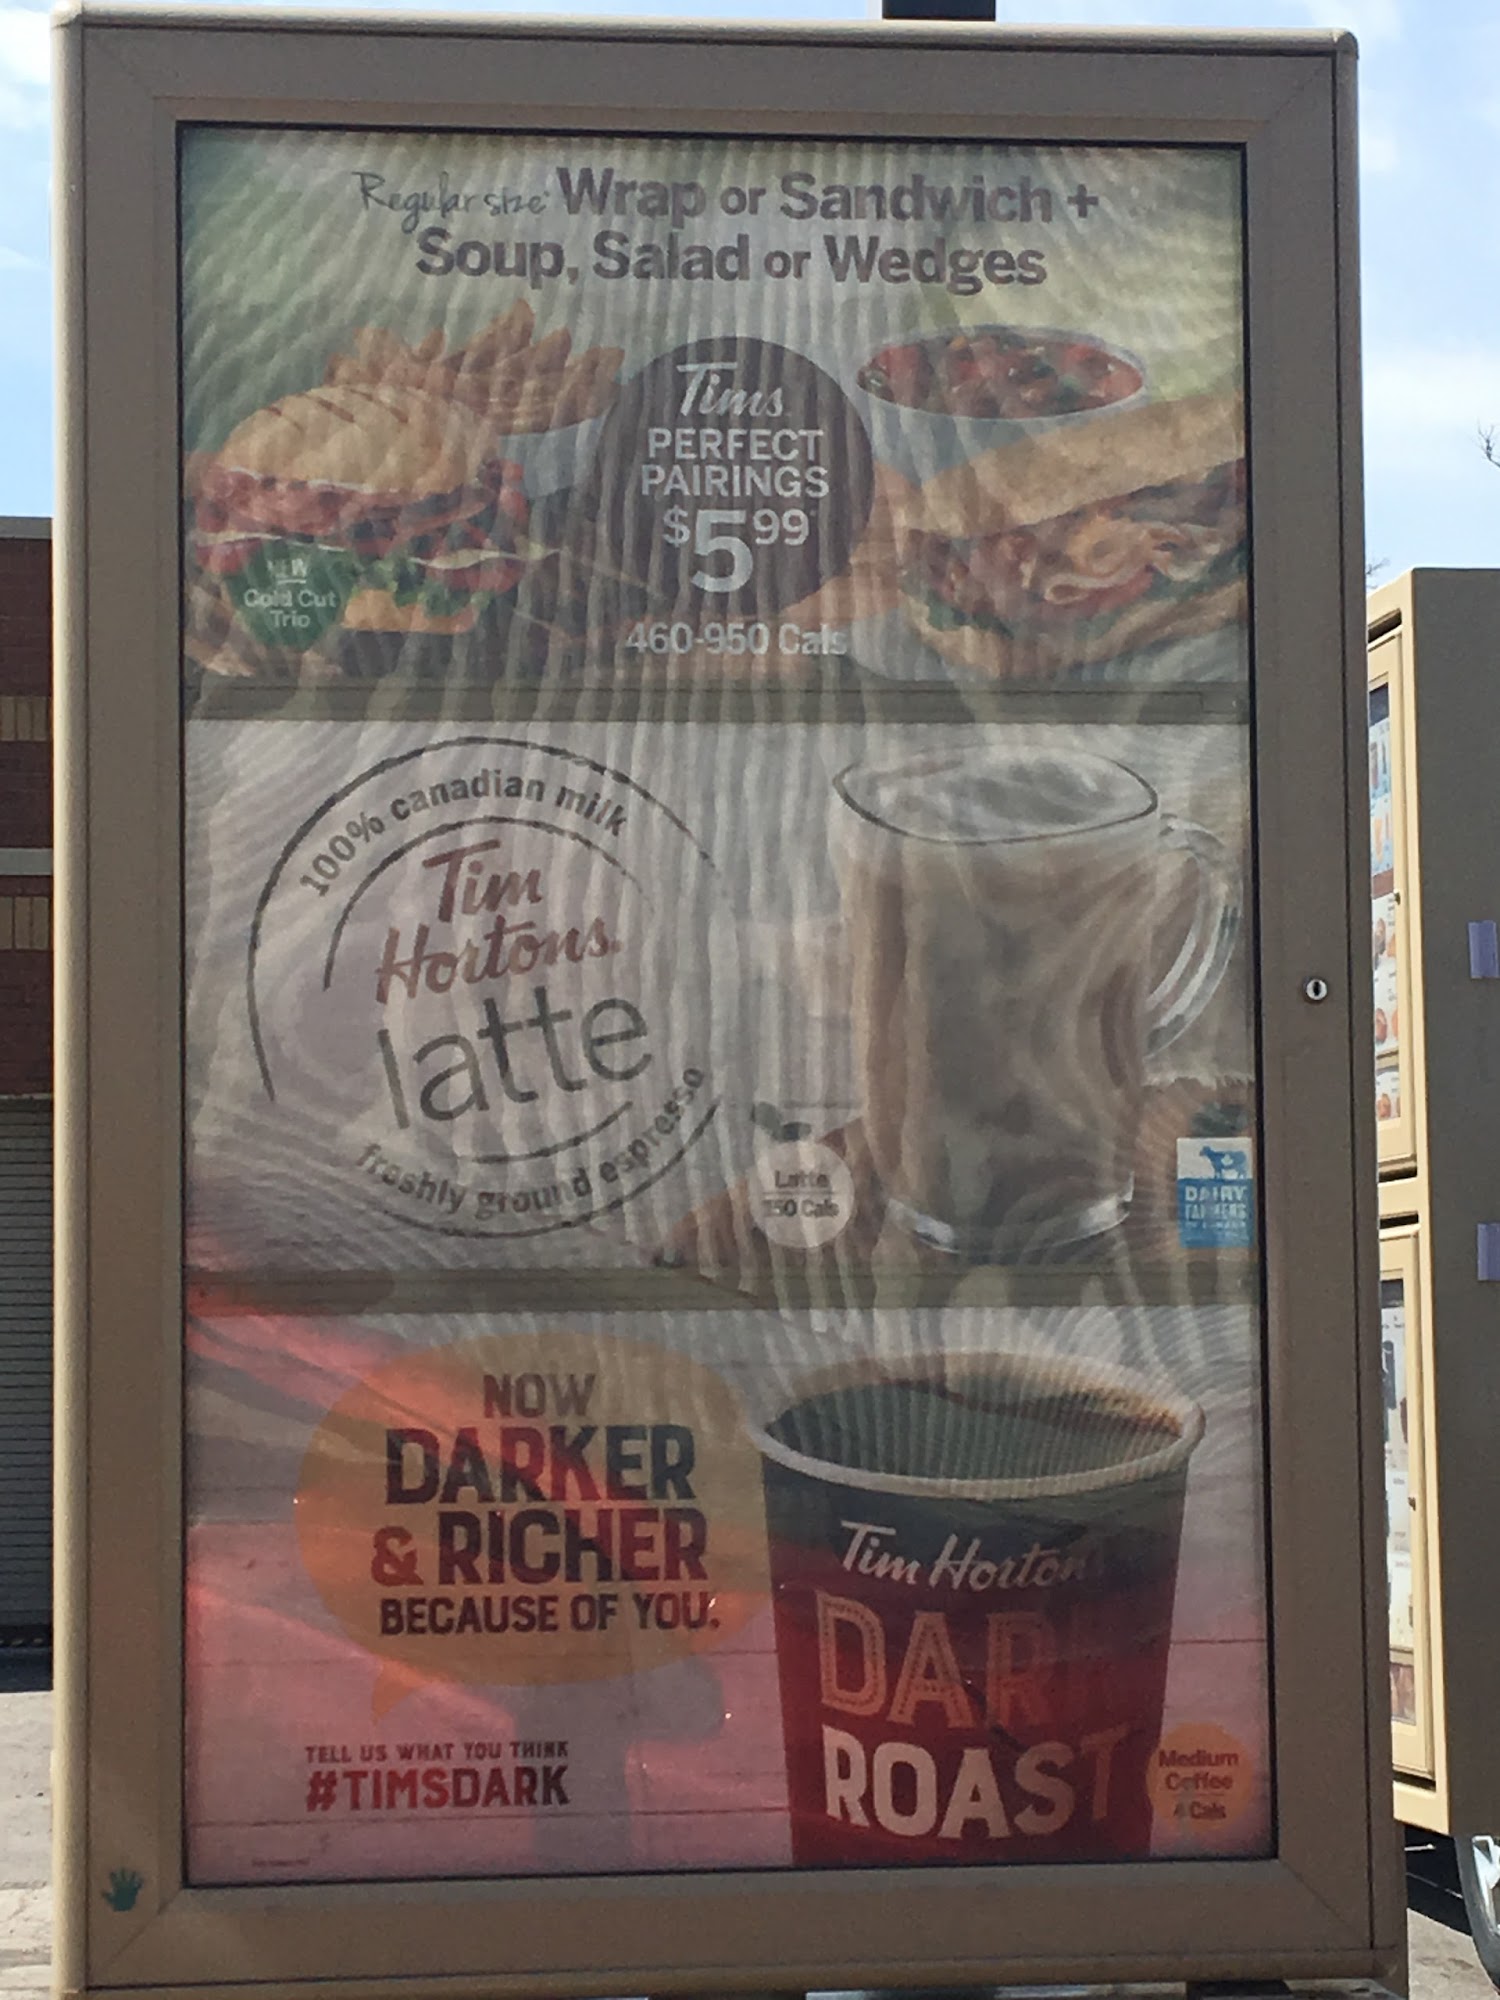 Regular size Wrap or Sandwich +
Soup, Salad or Wedges
Tims
PERFECT
PAIRINGS
$5.99
NEW
Cold Cut
Trio
460-950 Cals
100% canadian milk
Tim
Hortons
latte
freshly ground espresso
Latte
Cals
DAIRY
FARMERS
NOW
DARKER
& RICHER
BECAUSE OF YOU.
TELL US WHAT YOU THINK
#TIMSDARK
Tim Hortons
DARK
ROAST
Medium
Coffee
4 Cals